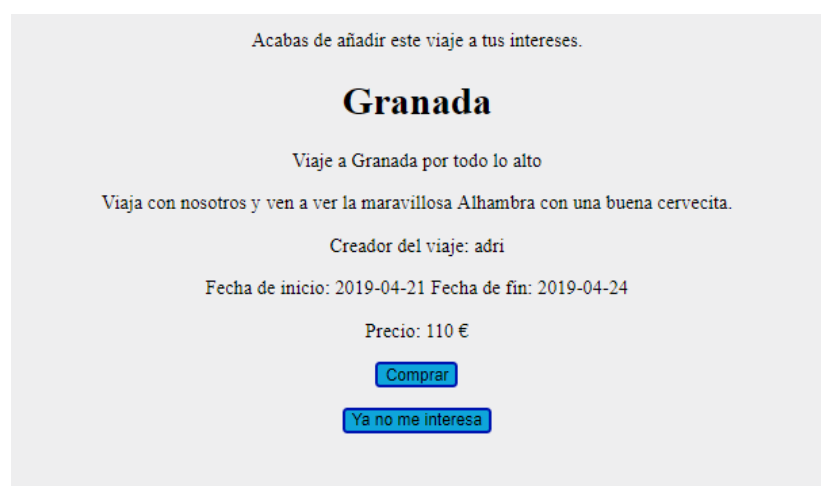 Acabas de añadir este viaje a tus intereses.
Granada
Viaje a Granada por todo lo alto
Viaja con nosotros y ven a ver la maravillosa Alhambra con una buena cervecita.
Creador del viaje: adri
Fecha de inicio: 2019-04-21 Fecha de fin: 2019-04-24
Precio: 110 €
Comprar
Ya no me interesa